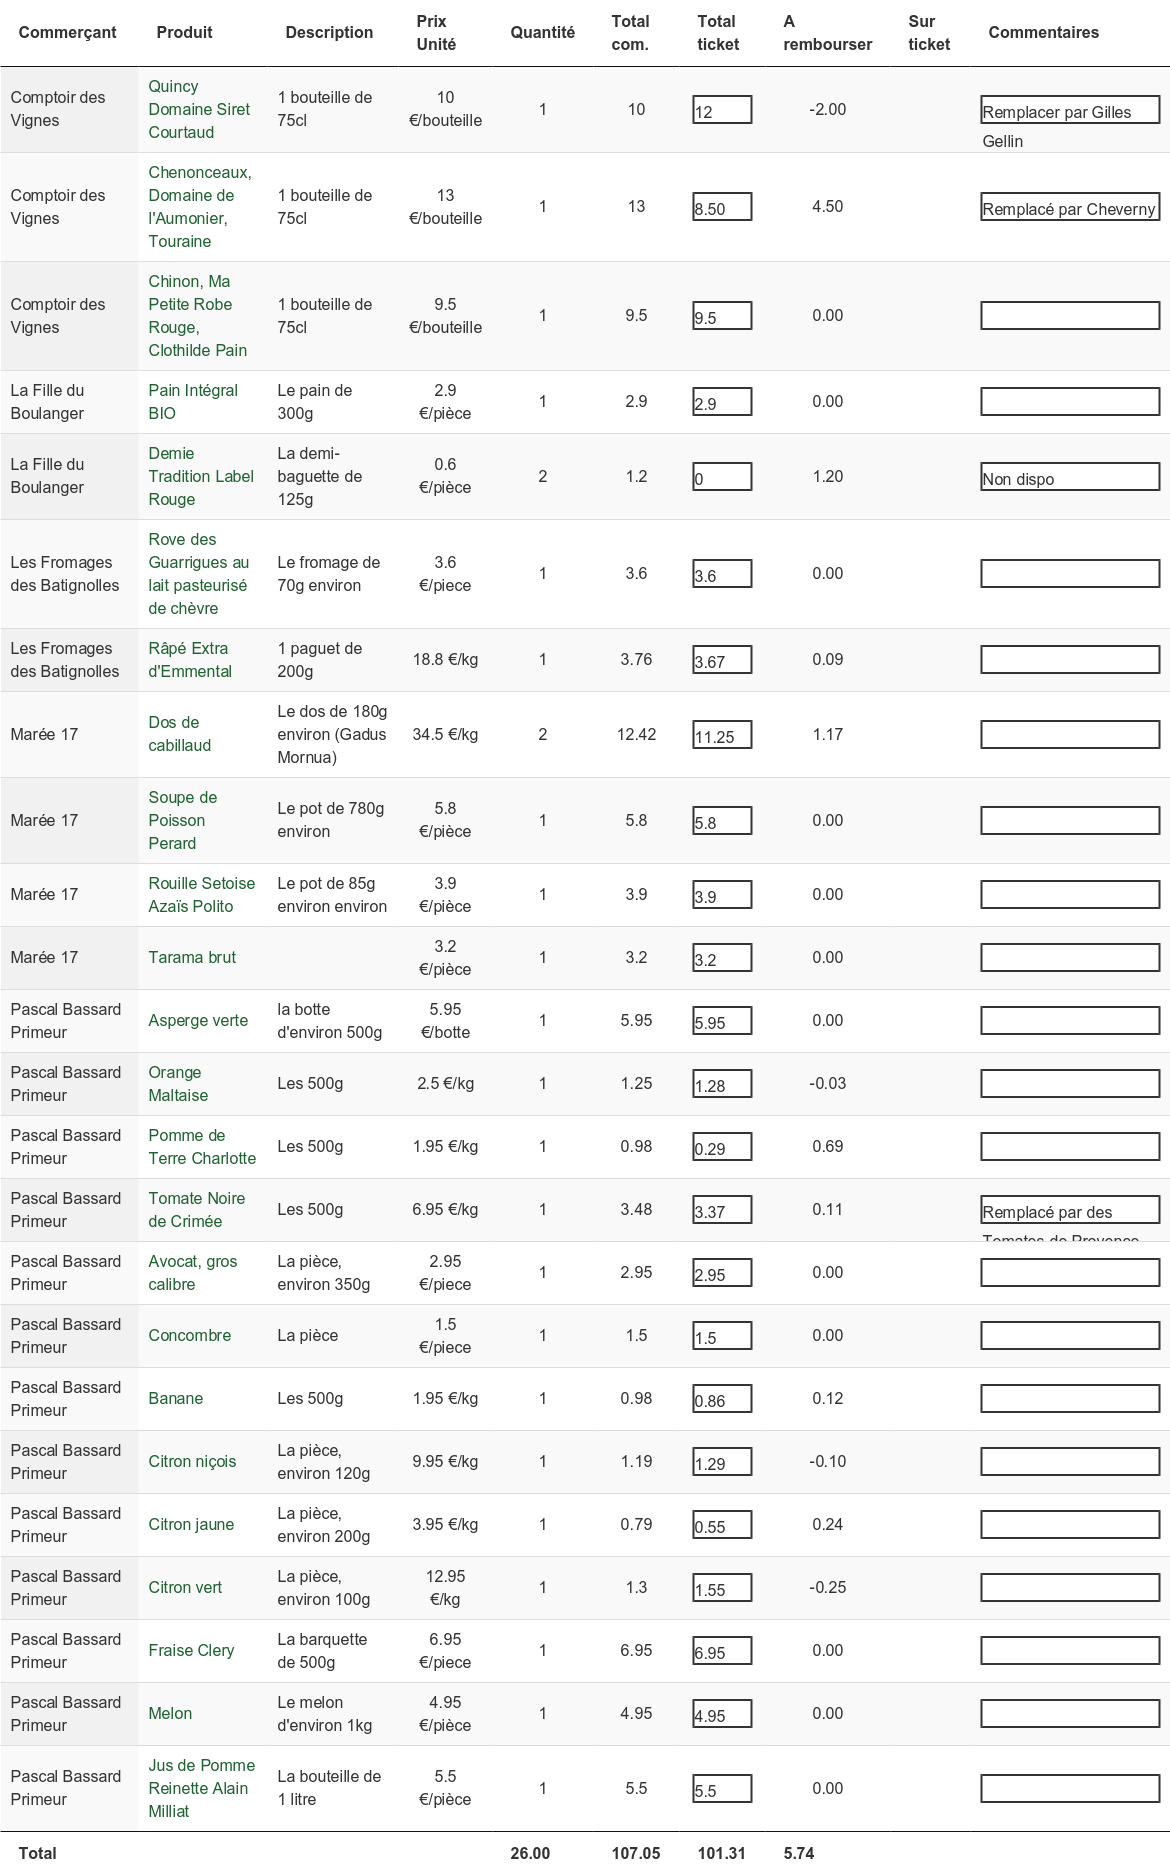 Commerçant Produit Description Prix Unité Quantité Total com. Total ticket A rembourser Sur ticket Commentaires
Comptoir des Vignes Quincy Domaine Siret Courtaud 1 bouteille de 75cl 10 €/bouteille 1 10 12 -2.00 Remplacer par Gilles Gellin
Comptoir des Vignes Chenonceaux, Domaine de l'Aumonier, Touraine 1 bouteille de 75cl 13 €/bouteille 1 13 8.50 4.50 Remplacé par Cheverny
Comptoir des Vignes Chinon, Ma Petite Robe Rouge, Clothilde Pain 1 bouteille de 75cl 9.5 €/bouteille 1 9.5 9.5 0.00
La Fille du Boulanger Pain Intégral BIO Le pain de 300g 2.9 €/pièce 1 2.9 2.9 0.00
La Fille du Boulanger Demie Tradition Label Rouge La demi-baguette de 125g 0.6 €/pièce 2 1.2 0 1.20 Non dispo
Les Fromages des Batignolles Rove des Guarrigues au lait pasteurisé de chèvre Le fromage de 70g environ 3.6 €/piece 1 3.6 3.6 0.00
Les Fromages des Batignolles Râpé Extra d'Emmental 1 paguet de 200g 18.8 €/kg 1 3.76 3.67 0.09
Marée 17 Dos de cabillaud Le dos de 180g environ (Gadus Mornua) 34.5 €/kg 2 12.42 11.25 1.17
Marée 17 Soupe de Poisson Perard Le pot de 780g environ 5.8 €/pièce 1 5.8 5.8 0.00
Marée 17 Rouille Setoise Azaïs Polito Le pot de 85g environ environ 3.9 €/pièce 1 3.9 3.9 0.00
Marée 17 Tarama brut 3.2 €/pièce 1 3.2 3.2 0.00
Pascal Bassard Primeur Asperge verte la botte d'environ 500g 5.95 €/botte 1 5.95 5.95 0.00
Pascal Bassard Primeur Orange Maltaise Les 500g 2.5 €/kg 1 1.25 1.28 -0.03
Pascal Bassard Primeur Pomme de Terre Charlotte Les 500g 1.95 €/kg 1 0.98 0.29 0.69
Pascal Bassard Primeur Tomate Noire de Crimée Les 500g 6.95 €/kg 1 3.48 3.37 0.11 Remplacé par des Tomates de Provence
Pascal Bassard Primeur Avocat, gros calibre La pièce, environ 350g 2.95 €/piece 1 2.95 2.95 0.00
Pascal Bassard Primeur Concombre La pièce 1.5 €/piece 1 1.5 1.5 0.00
Pascal Bassard Primeur Banane Les 500g 1.95 €/kg 1 0.98 0.86 0.12
Pascal Bassard Primeur Citron niçois La pièce, environ 120g 9.95 €/kg 1 1.19 1.29 -0.10
Pascal Bassard Primeur Citron jaune La pièce, environ 200g 3.95 €/kg 1 0.79 0.55 0.24
Pascal Bassard Primeur Citron vert La pièce, environ 100g 12.95 €/kg 1 1.3 1.55 -0.25
Pascal Bassard Primeur Fraise Clery La barquette de 500g 6.95 €/piece 1 6.95 6.95 0.00
Pascal Bassard Primeur Melon Le melon d'environ 1kg 4.95 €/pièce 1 4.95 4.95 0.00
Pascal Bassard Primeur Jus de Pomme Reinette Alain Milliat La bouteille de 1 litre 5.5 €/pièce 1 5.5 5.5 0.00
Total 26.00 107.05 101.31 5.74